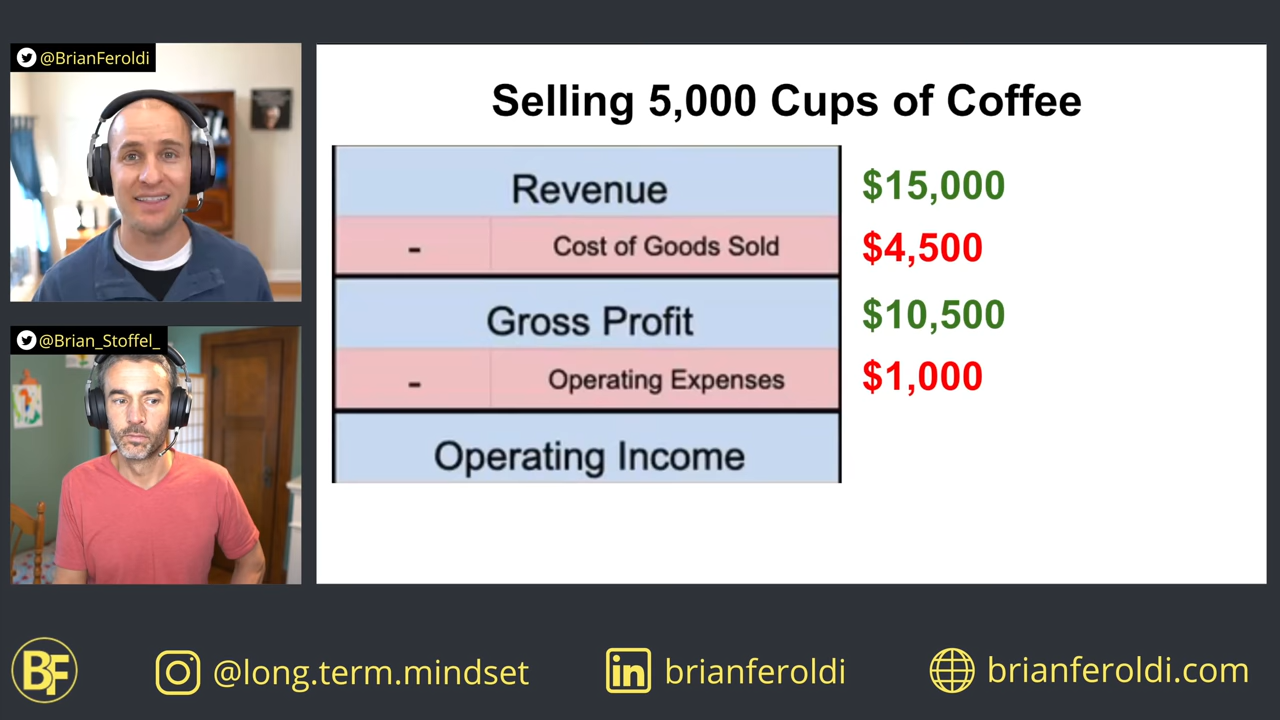 @BrianFeroldi
@Brian_Stoffel_
Selling 5,000 Cups of Coffee
Revenue $15,000
- Cost of Goods Sold $4,500
Gross Profit $10,500
- Operating Expenses $1,000
Operating Income
BF @long.term.mindset in brianferoldi brianferoldi.com